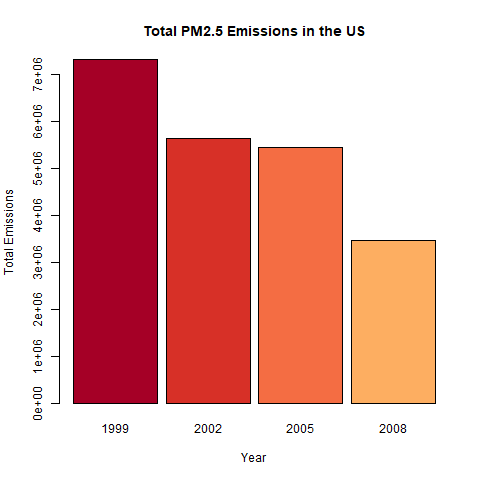 Total PM2.5 Emissions in the US
Total Emissions
7e+06
6e+06
5e+06
4e+06
3e+06
2e+06
1e+06
0e+00
1999 2002 2005 2008
Year